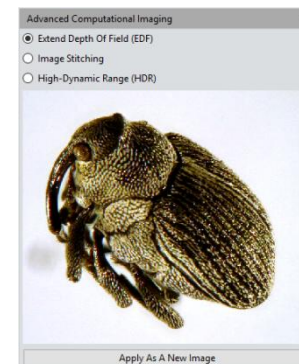 Advanced Computational Imaging
Extend Depth Of Field (EDF)
Image Stitching
High-Dynamic Range (HDR)
Apply As A New Image